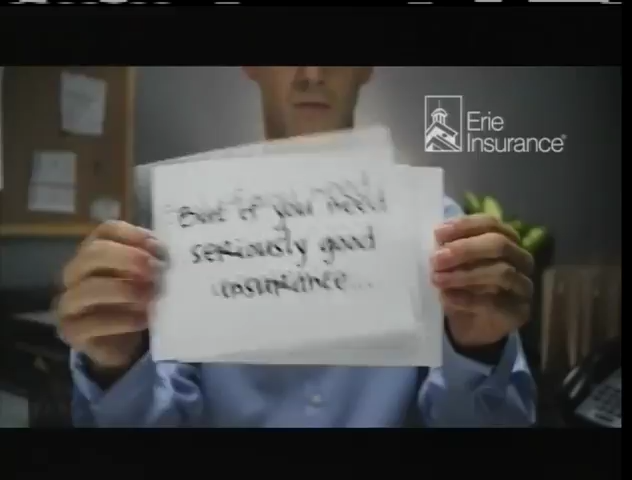 Erie
Insurance®
But if you need
seriously good
insurance...